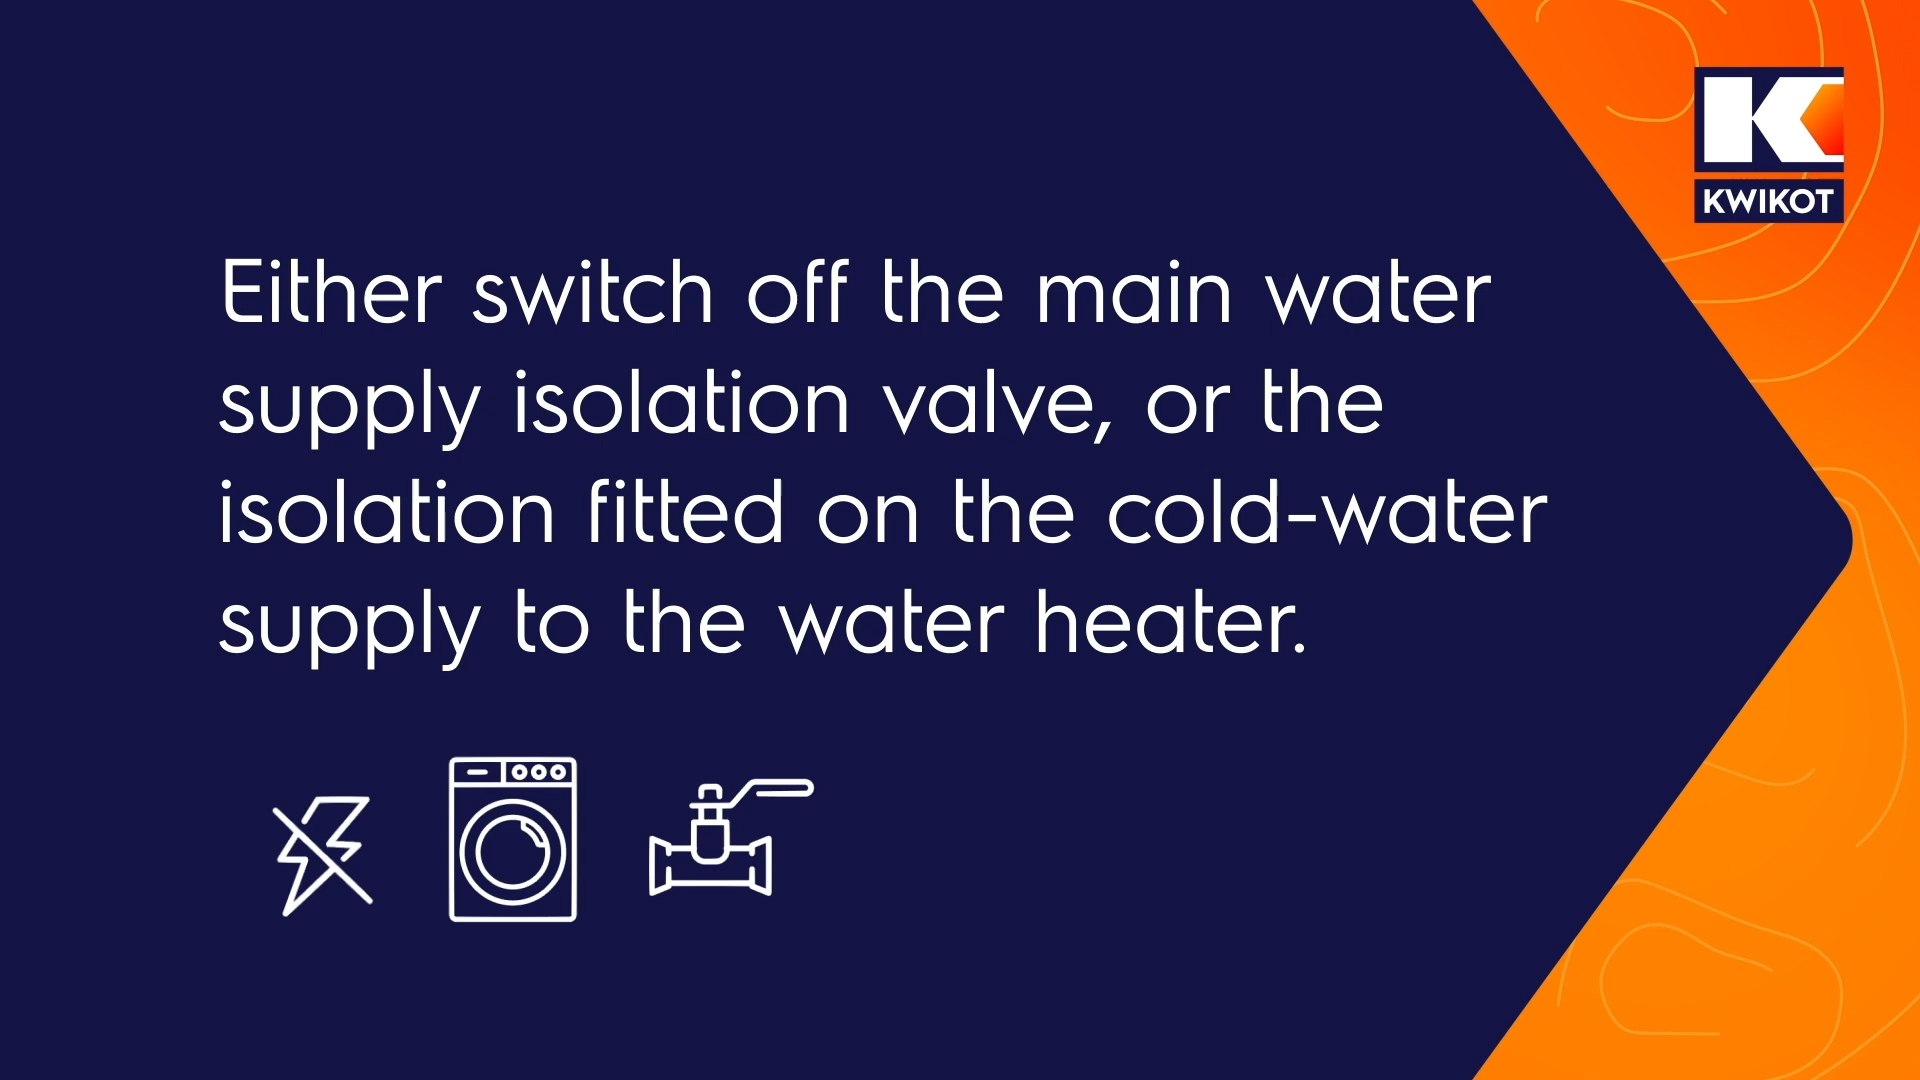 KWIKOT
Either switch off the main water
supply isolation valve, or the
isolation fitted on the cold-water
supply to the water heater.